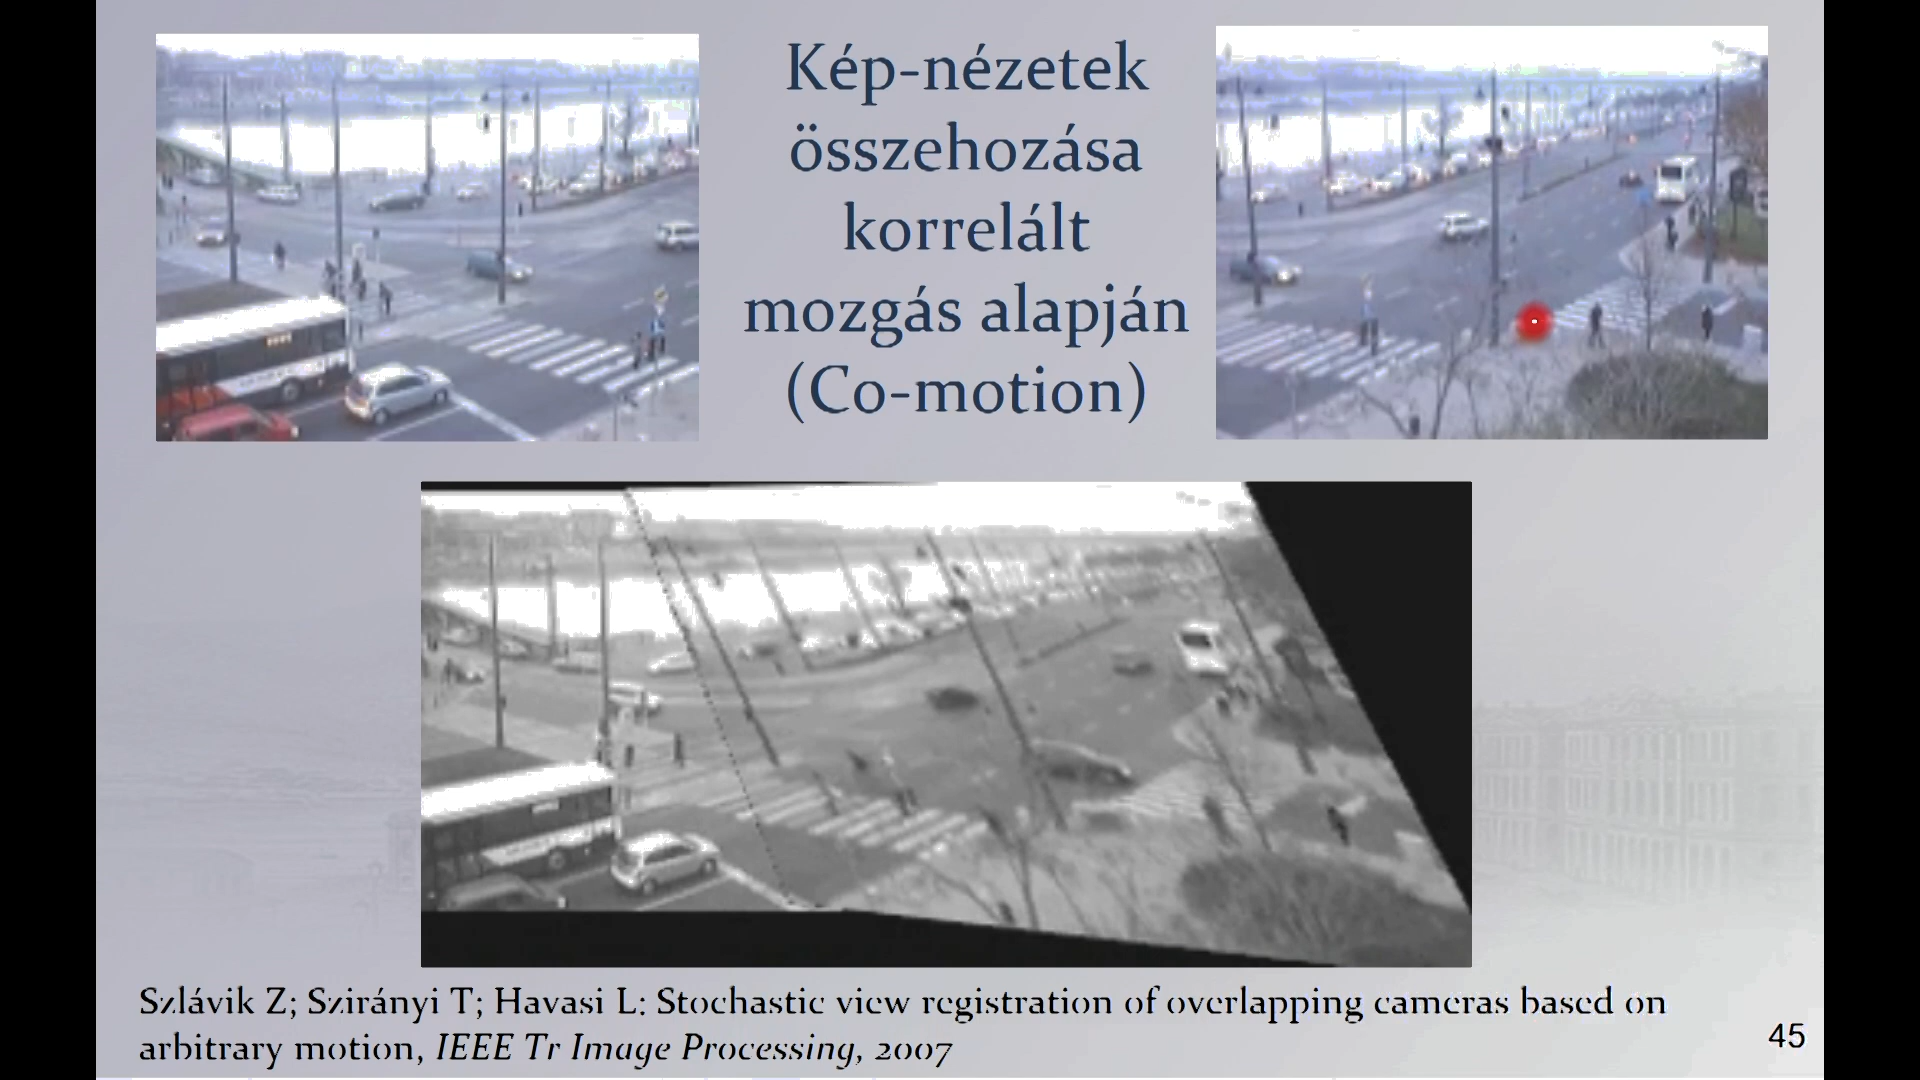 Kép-nézetek
összehozása
korrelált
mozgás alapján
(Co-motion)
Szlávik Z; Szirányi T; Havasi L: Stochastic view registration of overlapping cameras based on
arbitrary motion, IEEE Tr Image Processing, 2007
45